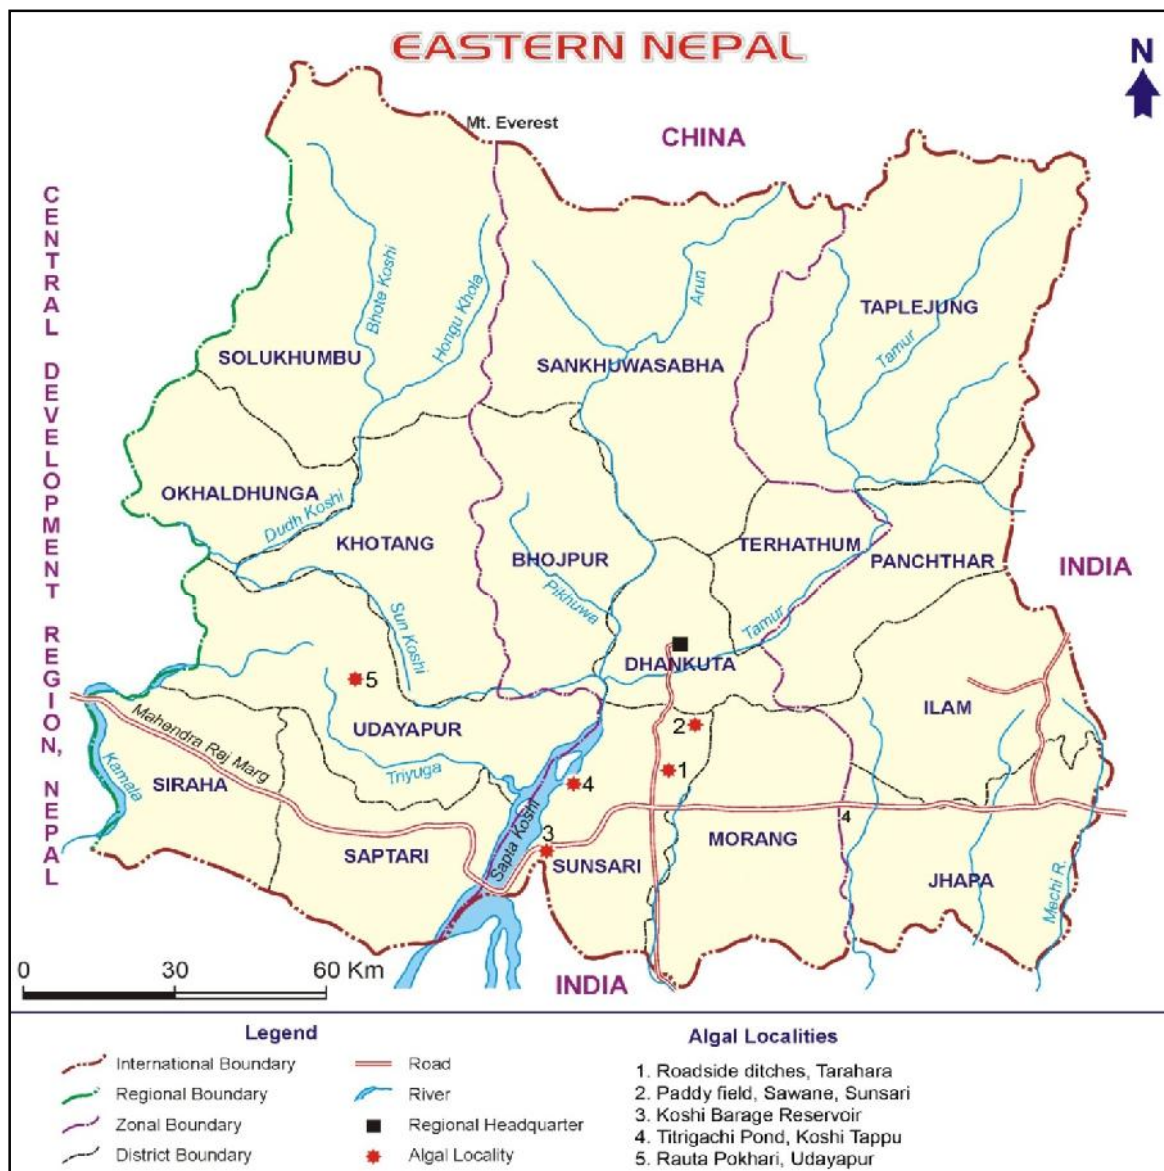 EASTERN NEPAL
N
Mt. Everest
CHINA
CENTRAL DEVELOPMENT REGION, NEPAL
Bhote Koshi
Hongu Khola
Arun
TAPLEJUNG
Tamur
SOLUKHUMBU
SANKHUWASABHA
OKHALDHUNGA
Dudh Koshi
KHOTANG
BHOJPUR
TERHATHUM
PANCHTHAR
INDIA
Pikhuwa
Sun Koshi
Tamur
DHANKUTA
5
UDAYAPUR
2
ILAM
Mahendra Raj Marg
Kamala
SIRAHA
Triyuga
4
1
Sapta Koshi
3
4
SAPTARI
SUNSARI
MORANG
JHAPA
Mechi R.
0 30 60 Km
INDIA
Legend
International Boundary
Regional Boundary
Zonal Boundary
District Boundary
Road
River
Regional Headquarter
Algal Locality
Algal Localities
1. Roadside ditches, Tarahara
2. Paddy field, Sawane, Sunsari
3. Koshi Barage Reservoir
4. Titrigachi Pond, Koshi Tappu
5. Rauta Pokhari, Udayapur